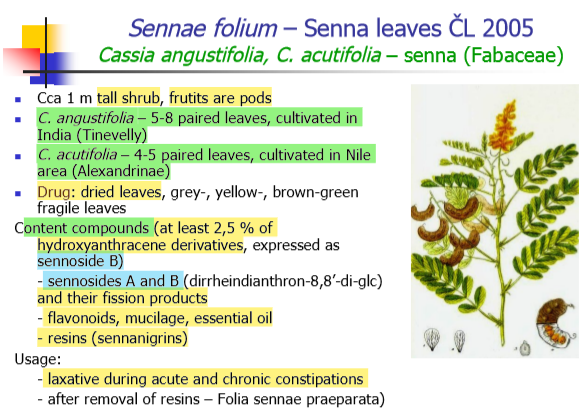 Sennae folium – Senna leaves ČL 2005
Cassia angustifolia, C. acutifolia – senna (Fabaceae)
Cca 1 m tall shrub, frutits are pods
C. angustifolia – 5-8 paired leaves, cultivated in
India (Tinevelly)
C. acutifolia – 4-5 paired leaves, cultivated in Nile
area (Alexandrinae)
Drug: dried leaves, grey-, yellow-, brown-green
fragile leaves
Content compounds (at least 2,5 % of
hydroxyanthracene derivatives, expressed as
sennoside B)
- sennosides A and B (dirrheindianthron-8,8’-di-glc)
and their fission products
- flavonoids, mucilage, essential oil
- resins (sennanigrins)
Usage:
- laxative during acute and chronic constipations
- after removal of resins – Folia sennae praeparata)